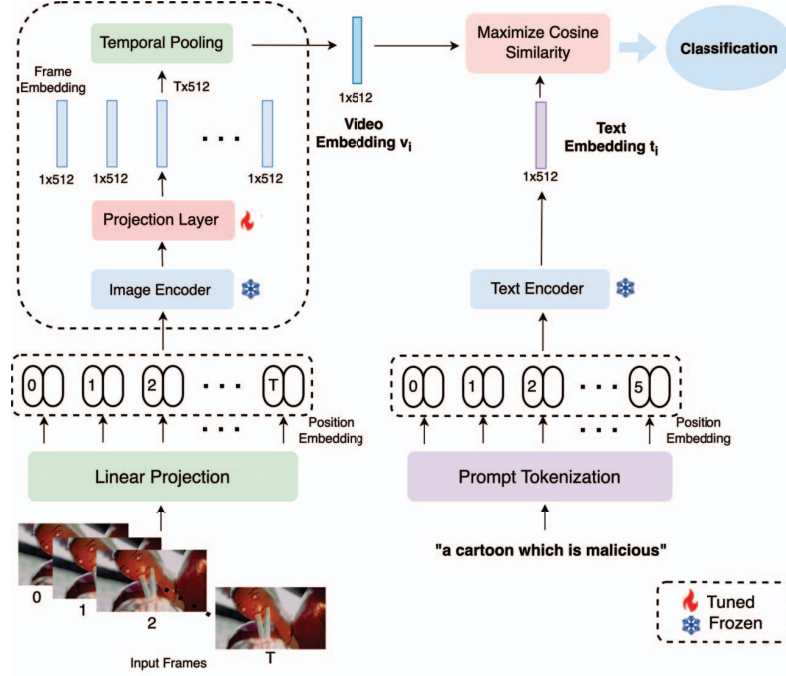 Temporal Pooling
Maximize Cosine
Similarity
Classification
Frame
Embedding
Tx512
1x512
Video
Embedding vi
Text
Embedding ti
1x512
1x512
1x512
1x512
1x512
Projection Layer
Image Encoder
Text Encoder
0
1
2
T
0
1
2
5
Position
Embedding
Position
Embedding
Linear Projection
Prompt Tokenization
"a cartoon which is malicious"
0
1
2
T
Input Frames
Tuned
Frozen